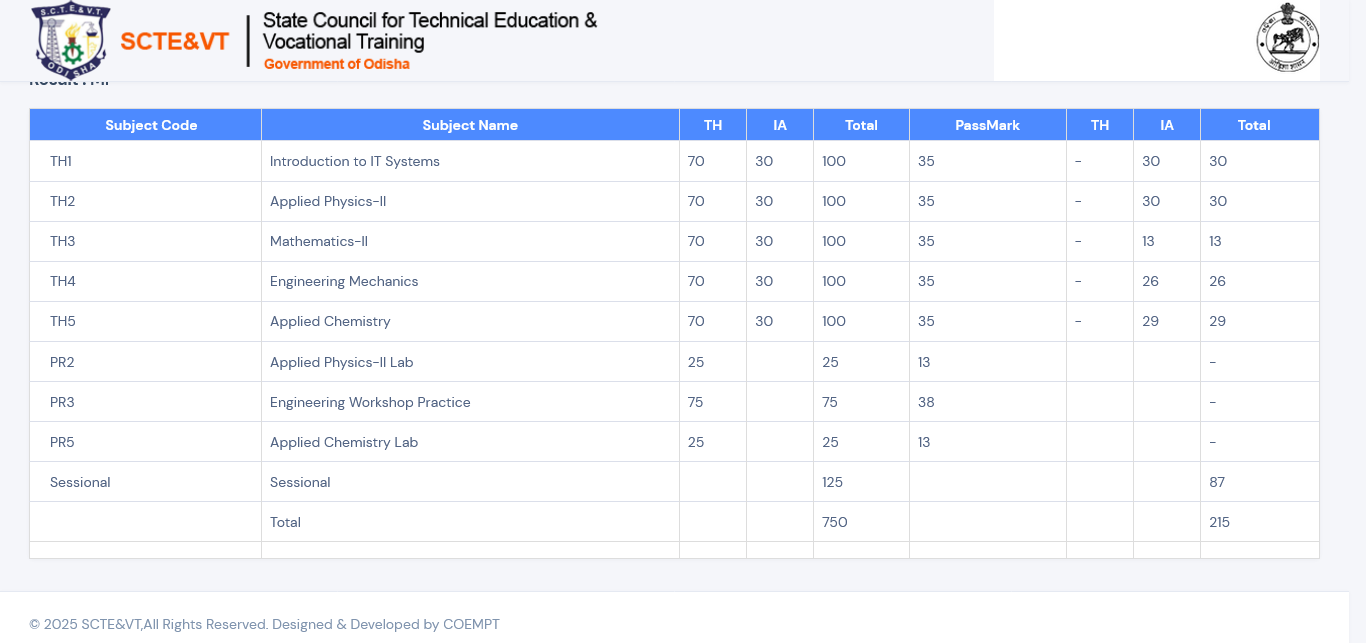 S.C.T.E.&V.T.
ODISHA
SCTE&VT
State Council for Technical Education &
Vocational Training
Government of Odisha
Subject Code Subject Name TH IA Total PassMark TH IA Total
TH1 Introduction to IT Systems 70 30 100 35 - 30 30
TH2 Applied Physics-II 70 30 100 35 - 30 30
TH3 Mathematics-II 70 30 100 35 - 13 13
TH4 Engineering Mechanics 70 30 100 35 - 26 26
TH5 Applied Chemistry 70 30 100 35 - 29 29
PR2 Applied Physics-II Lab 25 25 13 -
PR3 Engineering Workshop Practice 75 75 38 -
PR5 Applied Chemistry Lab 25 25 13 -
Sessional Sessional 125 87
Total 750 215
© 2025 SCTE&VT,All Rights Reserved. Designed & Developed by COEMPT